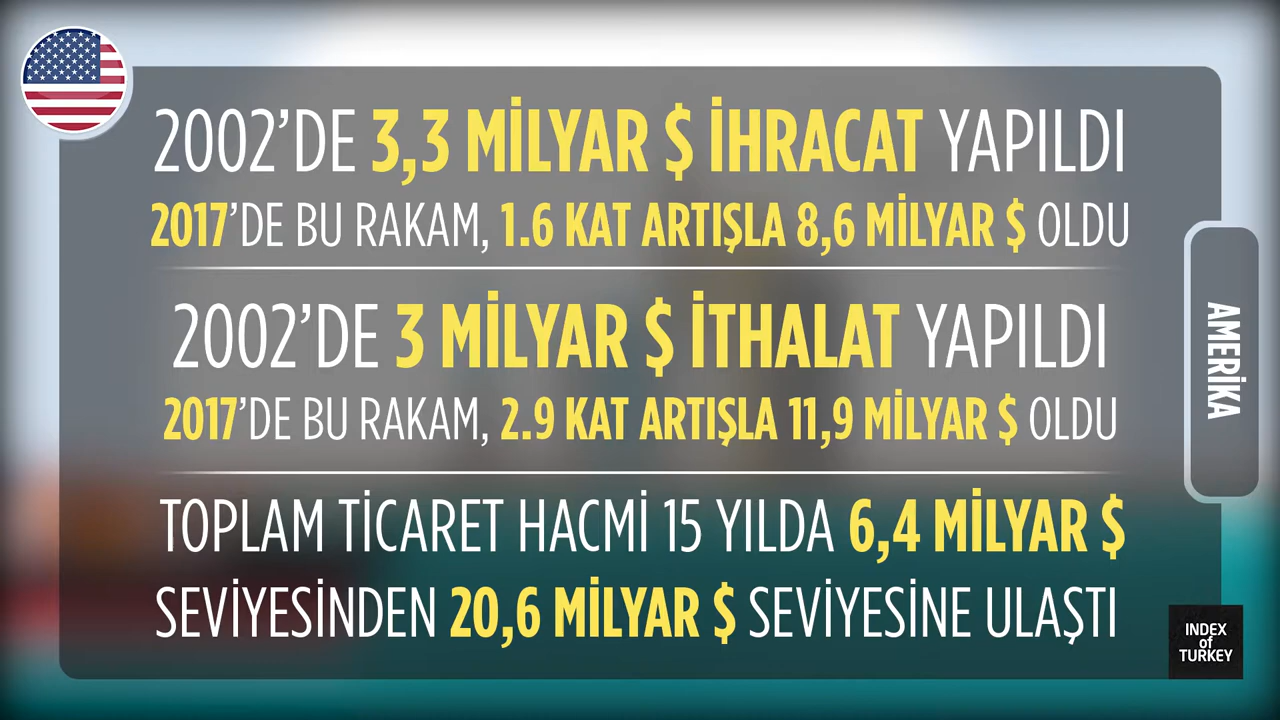 2002'DE 3,3 MİLYAR $ İHRACAT YAPILDI
2017'DE BU RAKAM, 1.6 KAT ARTIŞLA 8,6 MİLYAR $ OLDU
2002'DE 3 MİLYAR $ İTHALAT YAPILDI
2017'DE BU RAKAM, 2.9 KAT ARTIŞLA 11,9 MİLYAR $ OLDU
TOPLAM TİCARET HACMİ 15 YILDA 6,4 MİLYAR $
SEVİYESİNDEN 20,6 MİLYAR $ SEVİYESİNE ULAŞTI
AMERİKA
INDEX
of
TURKEY